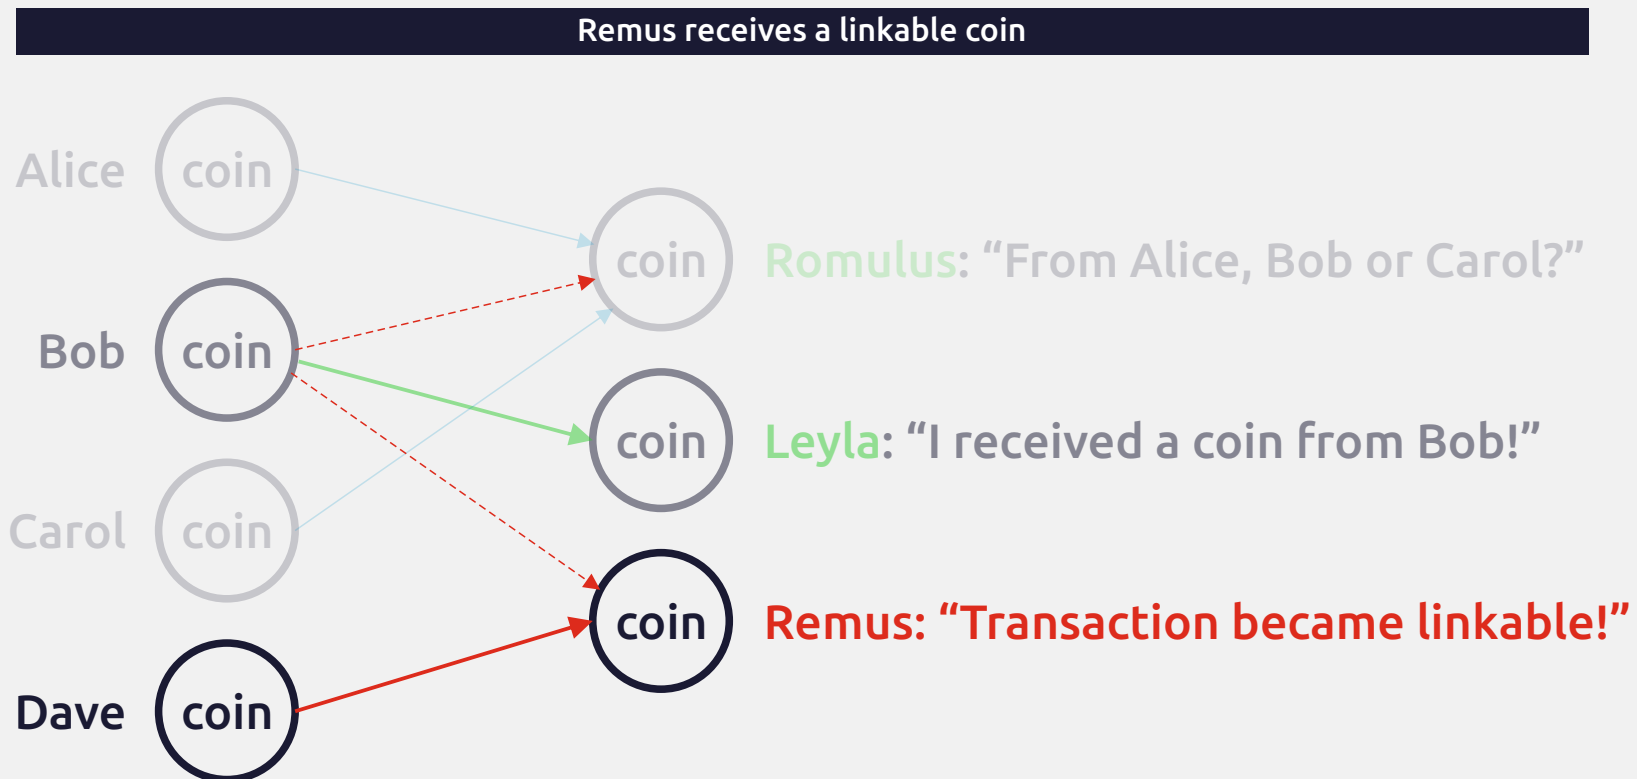 Remus receives a linkable coin
Alice coin
coin Romulus: “From Alice, Bob or Carol?”
Bob coin
coin Leyla: “I received a coin from Bob!”
Carol coin
coin Remus: “Transaction became linkable!”
Dave coin